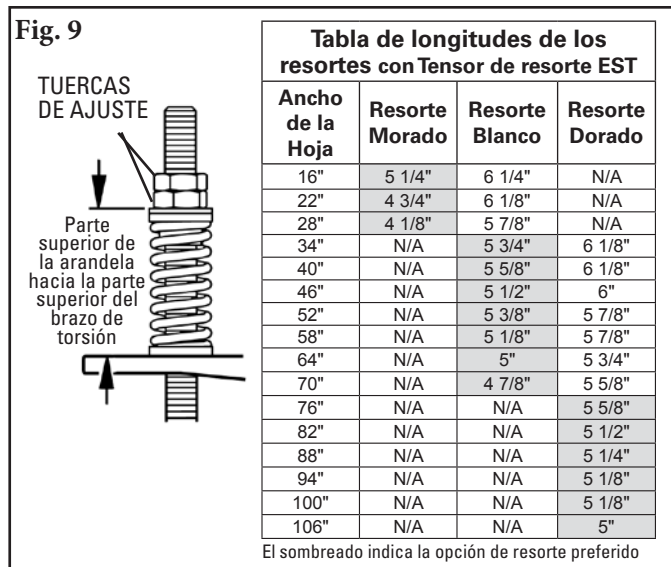 Fig. 9
TUERCAS
DE AJUSTE
Parte
superior de
la arandela
hacia la parte
superior del
brazo de
torsión
Tabla de longitudes de los
resortes con Tensor de resorte EST
Ancho de la Hoja Resorte Morado Resorte Blanco Resorte Dorado
16" 5 1/4" 6 1/4" N/A
22" 4 3/4" 6 1/8" N/A
28" 4 1/8" 5 7/8" N/A
34" N/A 5 3/4" 6 1/8"
40" N/A 5 5/8" 6 1/8"
46" N/A 5 1/2" 6"
52" N/A 5 3/8" 5 7/8"
58" N/A 5 1/8" 5 7/8"
64" N/A 5" 5 3/4"
70" N/A 4 7/8" 5 5/8"
76" N/A N/A 5 5/8"
82" N/A N/A 5 1/2"
88" N/A N/A 5 1/4"
94" N/A N/A 5 1/8"
100" N/A N/A 5 1/8"
106" N/A N/A 5"
El sombreado indica la opción de resorte preferido